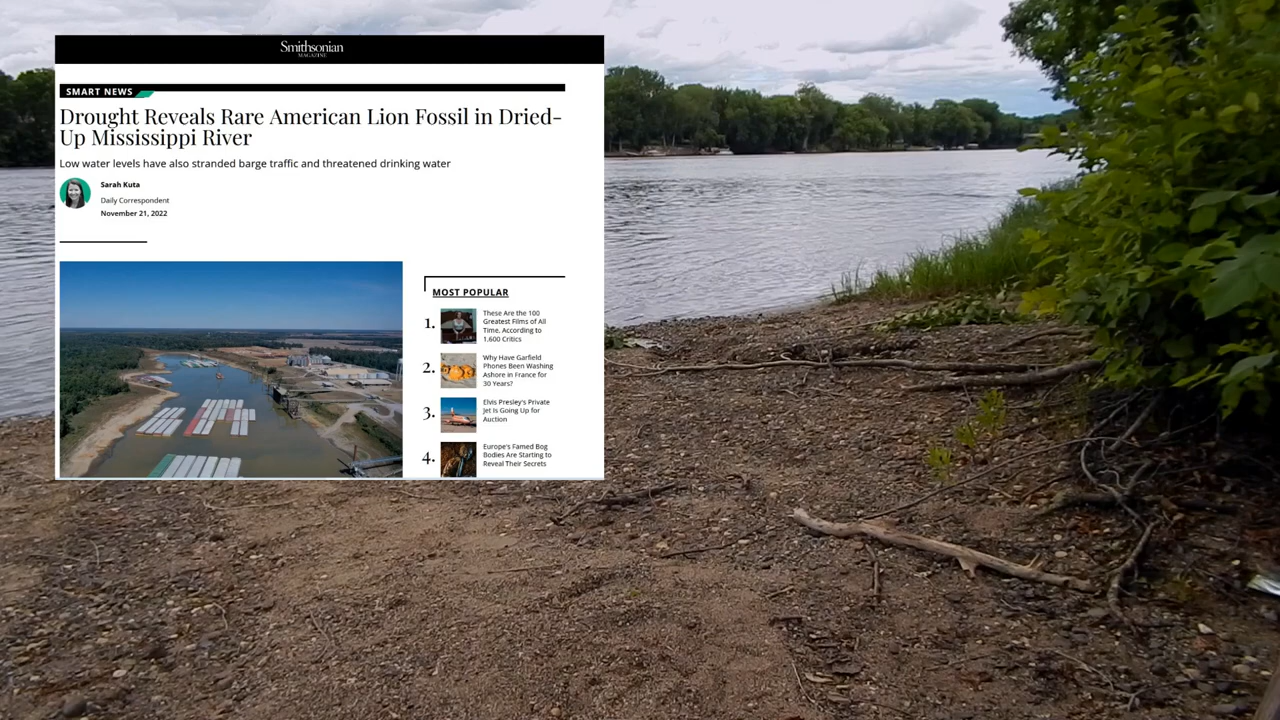 Smithsonian
MAGAZINE
SMART NEWS
Drought Reveals Rare American Lion Fossil in Dried-
Up Mississippi River
Low water levels have also stranded barge traffic and threatened drinking water
Sarah Kuta
Daily Correspondent
November 21, 2022
MOST POPULAR
1.
These Are the 100
Greatest Films of All
Time, According to
1,600 Critics
2.
Why Have Garfield
Phones Been Washing
Ashore in France for
30 Years?
3.
Elvis Presley's Private
Jet Is Going Up for
Auction
4.
Europe's Famed Bog
Bodies Are Starting to
Reveal Their Secrets